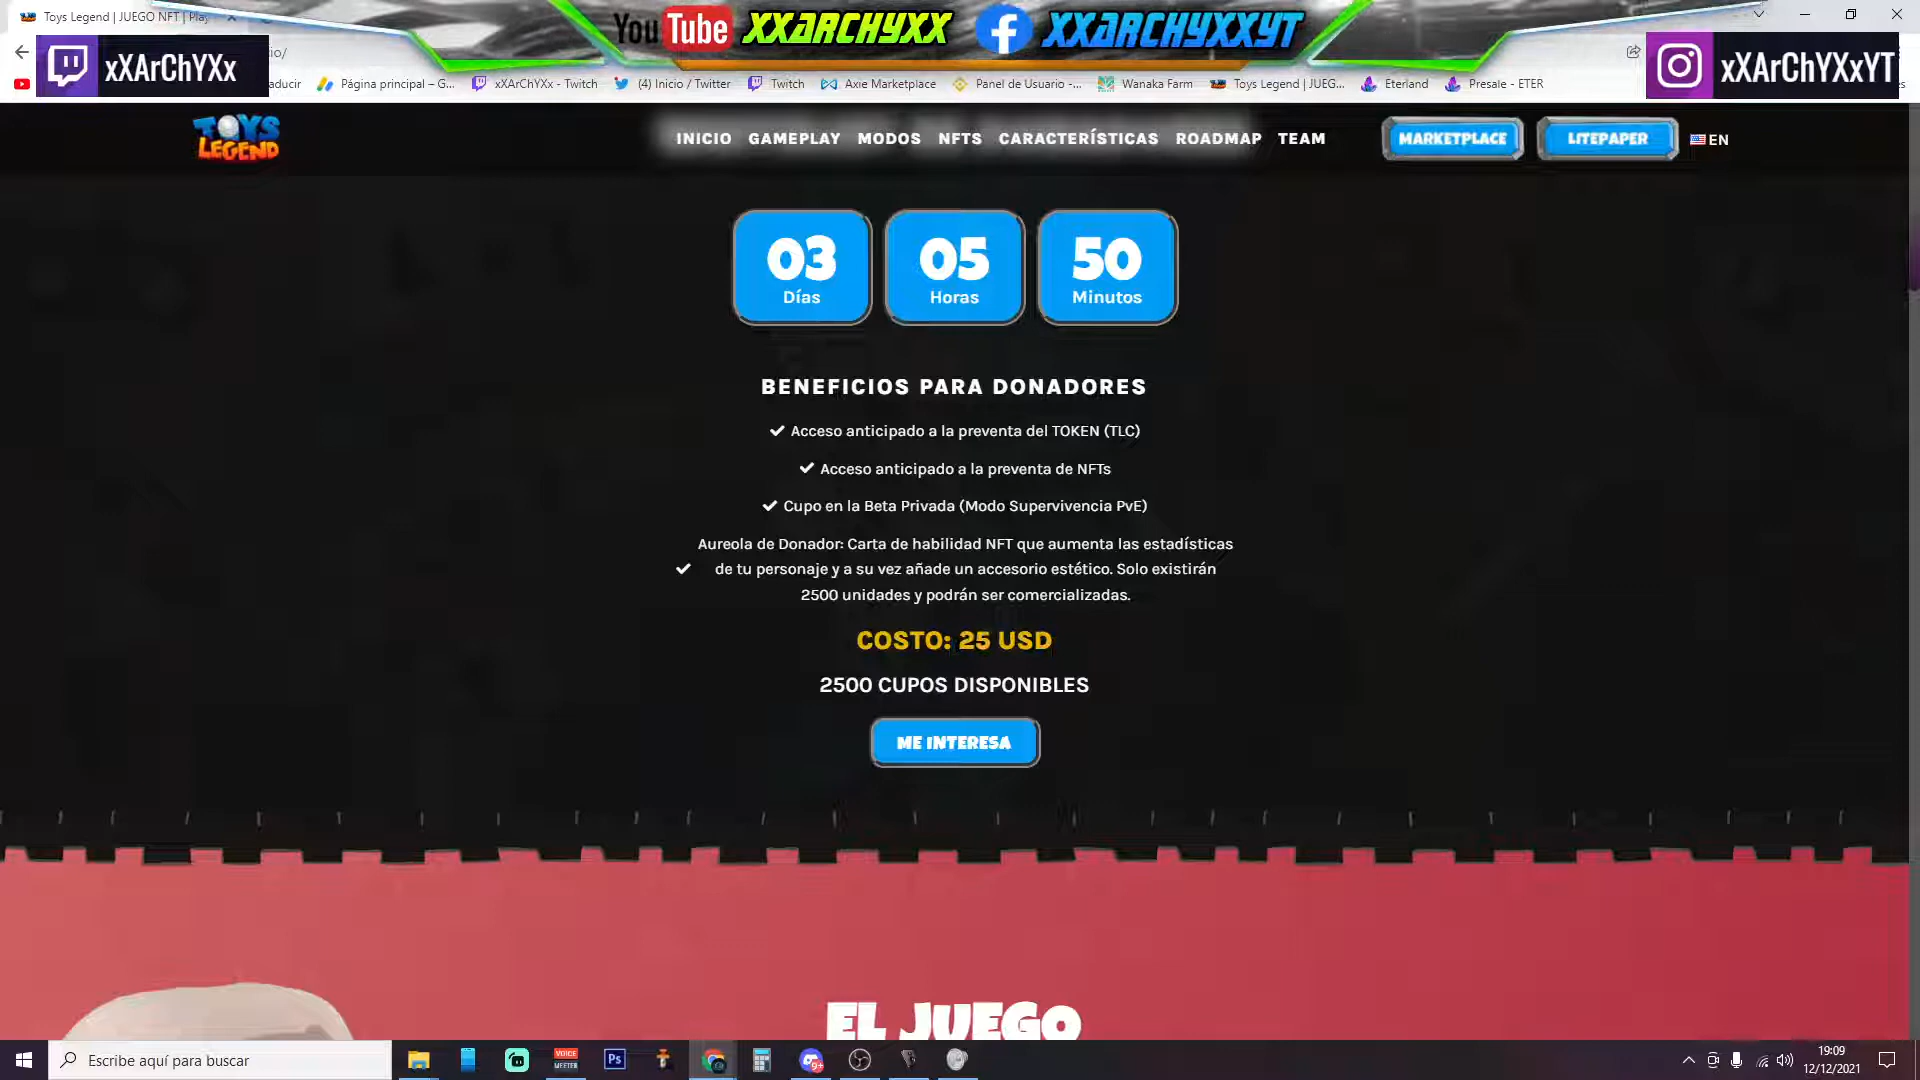 Toys Legend | JUEGO NFT | Play
YouTube xXArChYXx
xXArChYXxYT
xXArChYXx
io/
xXArChYXxYT
aducir
Página principal – G...
xXArChYXx - Twitch
(4) Inicio / Twitter
Twitch
Axie Marketplace
Panel de Usuario -...
Wanaka Farm
Toys Legend | JUEG...
Eterland
Presale - ETER
TOYS
LEGEND
INICIO
GAMEPLAY
MODOS
NFTS
CARACTERÍSTICAS
ROADMAP
TEAM
MARKETPLACE
LITEPAPER
EN
03
Días
05
Horas
50
Minutos
BENEFICIOS PARA DONADORES
Acceso anticipado a la preventa del TOKEN (TLC)
Acceso anticipado a la preventa de NFTs
Cupo en la Beta Privada (Modo Supervivencia PvE)
Aureola de Donador: Carta de habilidad NFT que aumenta las estadísticas
de tu personaje y a su vez añade un accesorio estético. Solo existirán
2500 unidades y podrán ser comercializadas.
COSTO: 25 USD
2500 CUPOS DISPONIBLES
ME INTERESA
EL JUEGO
Escribe aquí para buscar
VOICE
MEETER
Ps
9+
19:09
12/12/2021